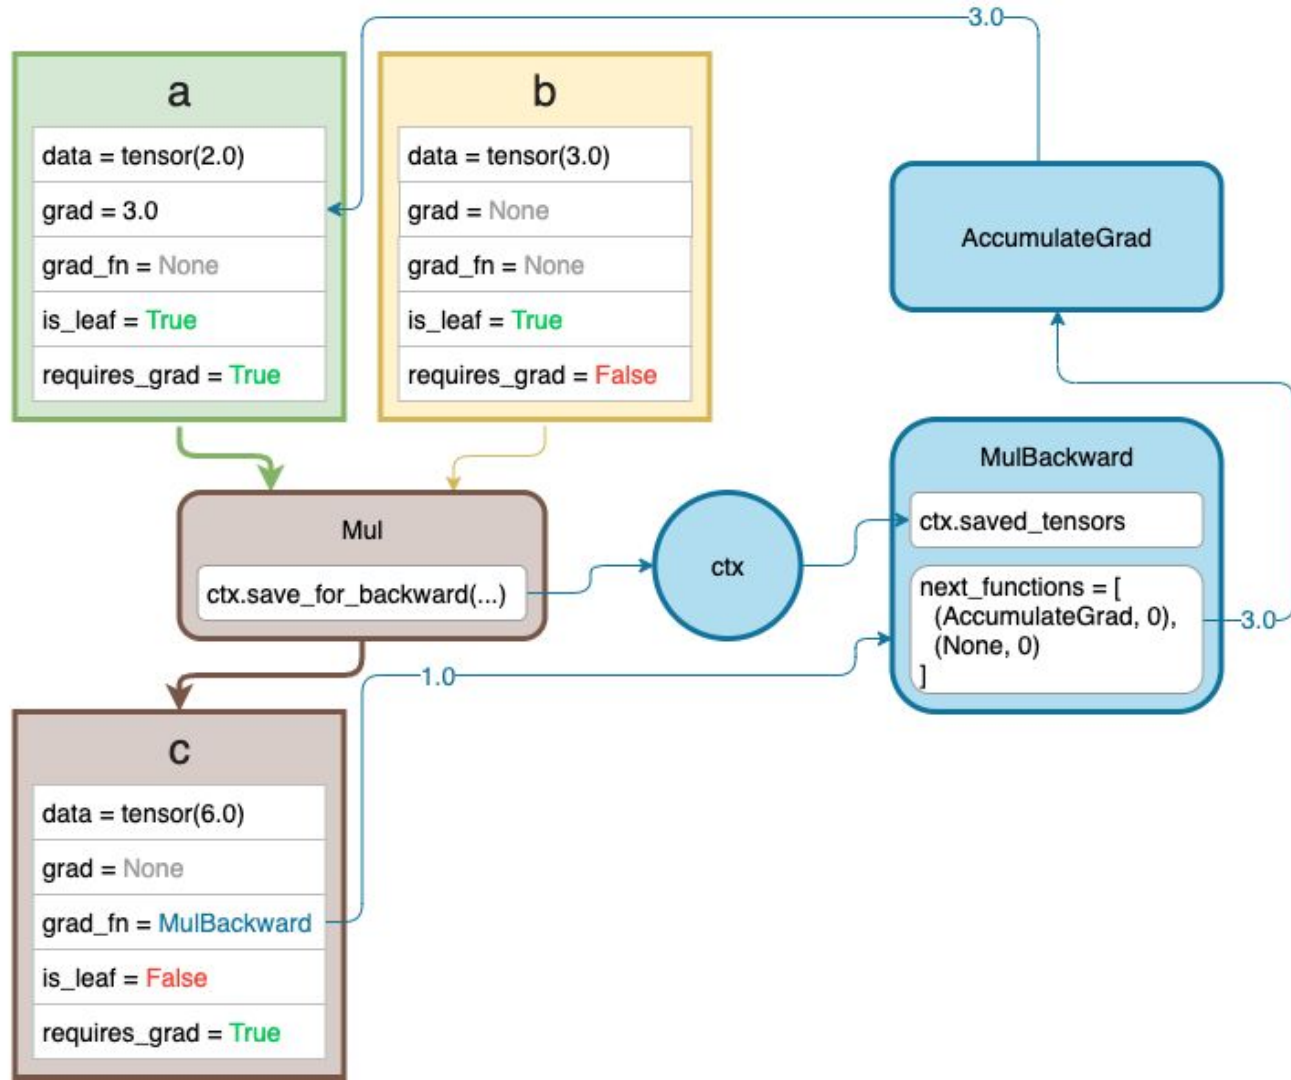 3.0
a
data = tensor(2.0)
grad = 3.0
grad_fn = None
is_leaf = True
requires_grad = True
b
data = tensor(3.0)
grad = None
grad_fn = None
is_leaf = True
requires_grad = False
AccumulateGrad
Mul
ctx.save_for_backward(...)
ctx
MulBackward
ctx.saved_tensors
next_functions = [
(AccumulateGrad, 0),
(None, 0)
]
3.0
1.0
c
data = tensor(6.0)
grad = None
grad_fn = MulBackward
is_leaf = False
requires_grad = True